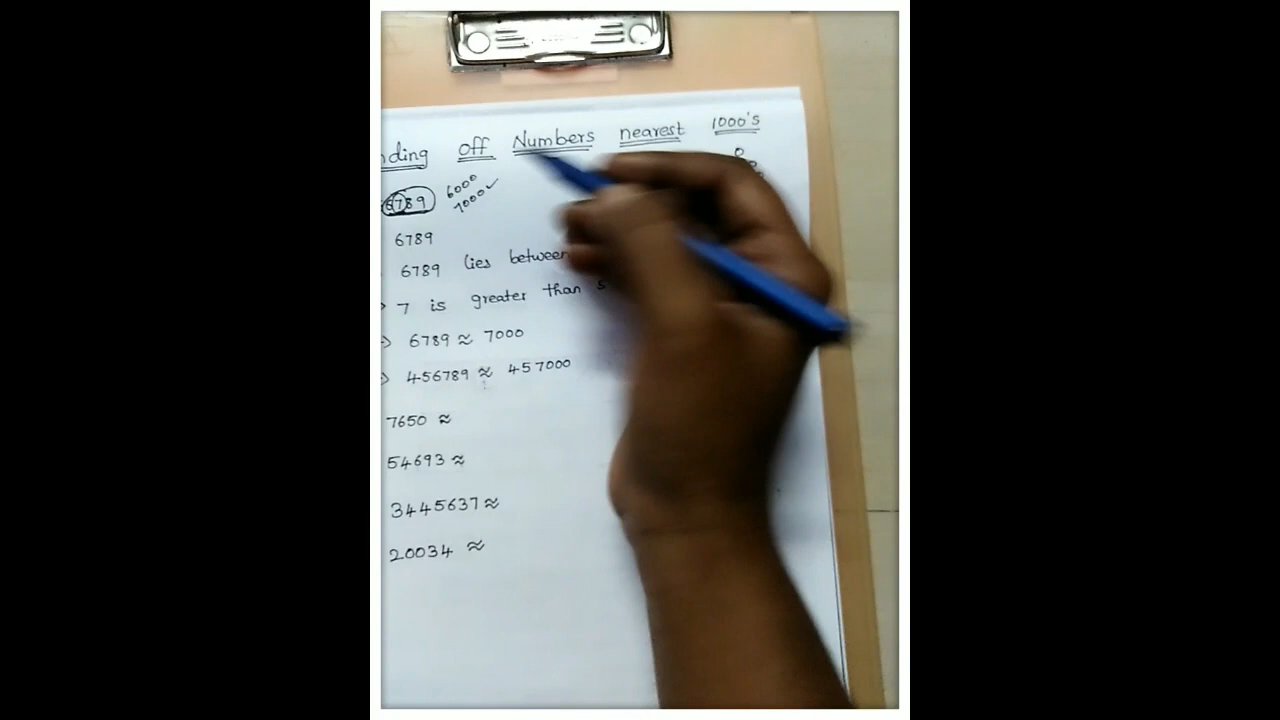 nding off Numbers nearest 1000's
6789 6000
7000 ✓
6789
6789 lies between
7 is greater than 5
6789 ≈ 7000
456789 ≈ 457000
7650 ≈
54693 ≈
3445637 ≈
20034 ≈